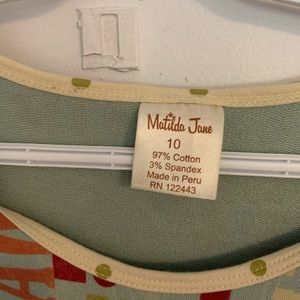 Matilda Jane
10
97% Cotton
3% Spandex
Made in Peru
RN 122443